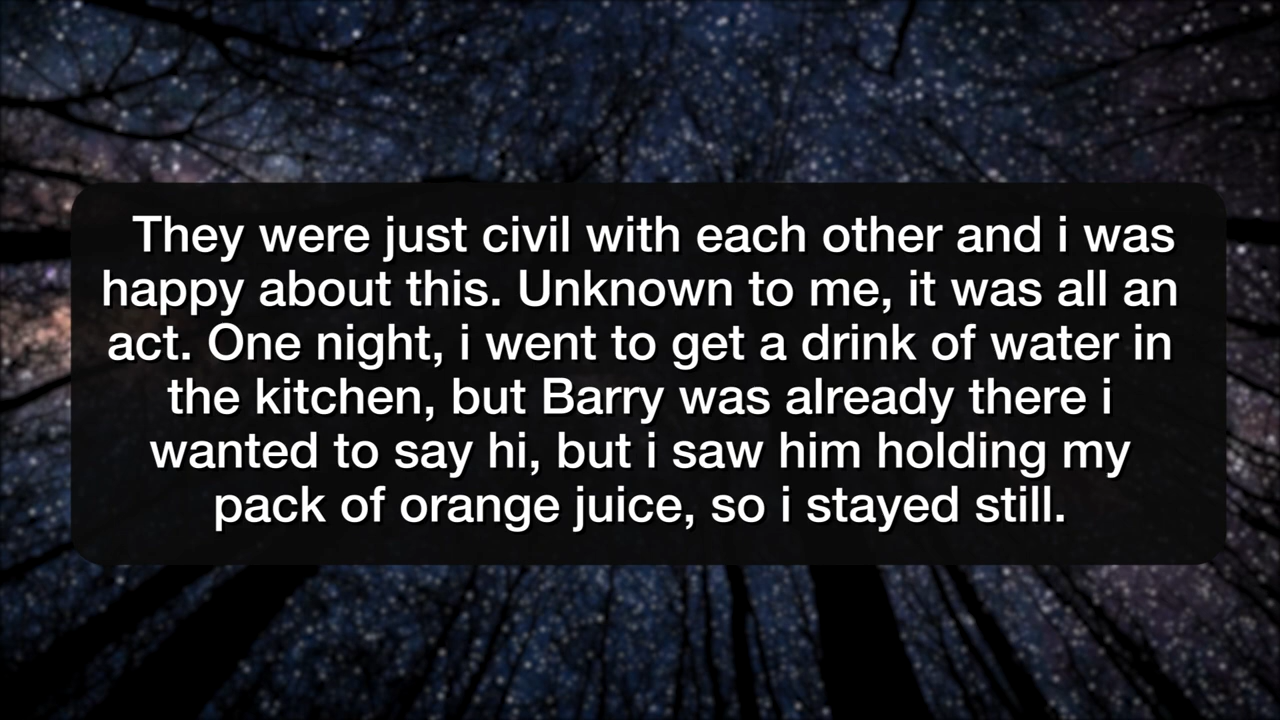 They were just civil with each other and i was
happy about this. Unknown to me, it was all an
act. One night, i went to get a drink of water in
the kitchen, but Barry was already there i
wanted to say hi, but i saw him holding my
pack of orange juice, so i stayed still.